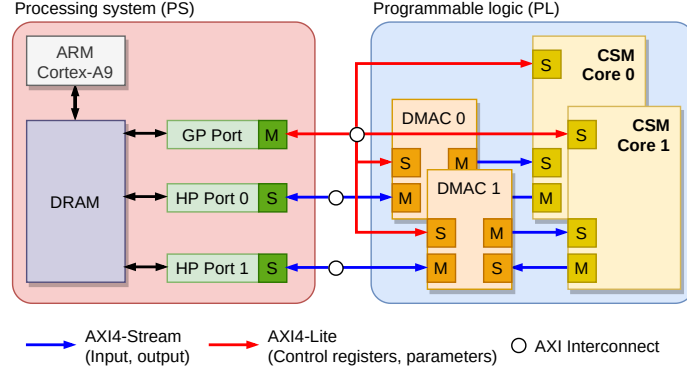 Processing system (PS)
Programmable logic (PL)
ARM
Cortex-A9
DRAM
GP Port M
HP Port 0 S
HP Port 1 S
DMAC 0
S M
M
DMAC 1
S M
M S
CSM
Core 0
S
S
M
CSM
Core 1
S
S
M
AXI4-Stream
(Input, output)
AXI4-Lite
(Control registers, parameters)
AXI Interconnect